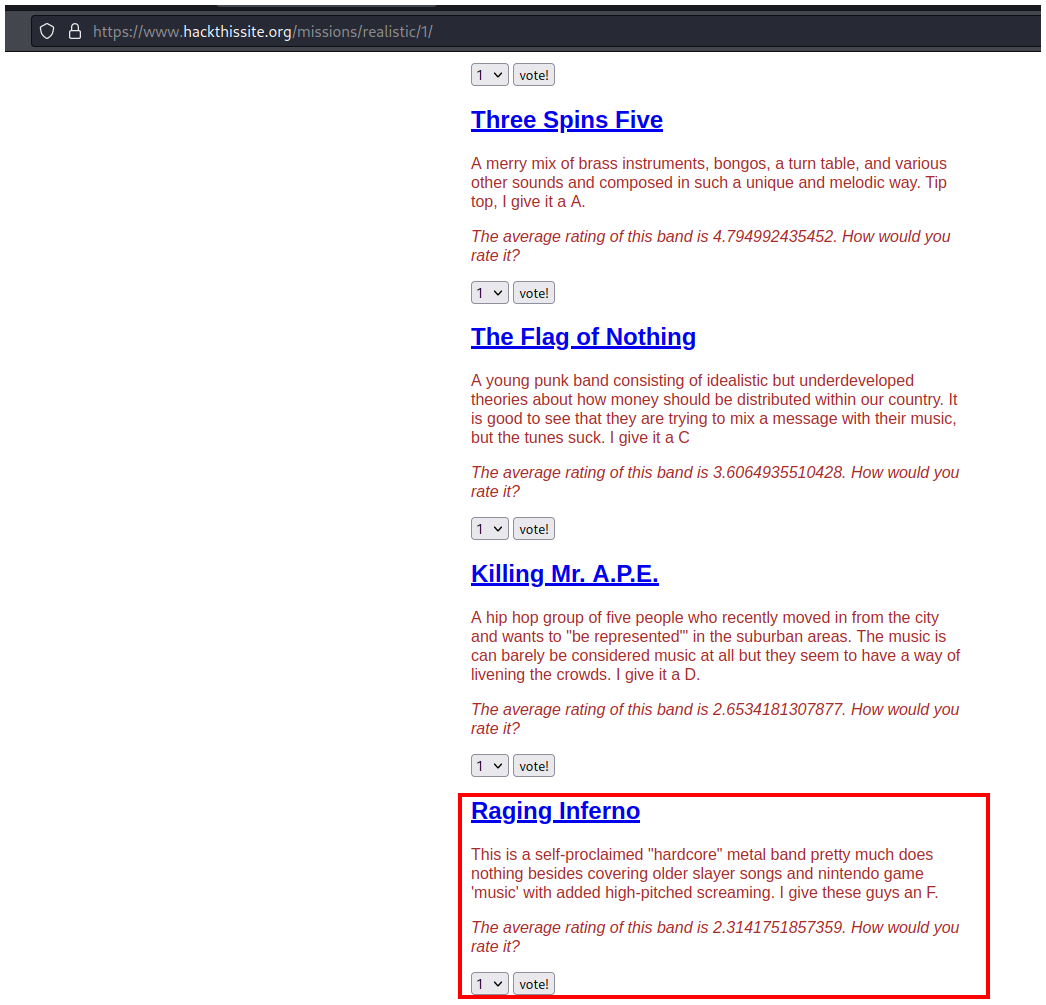 https://www.hackthissite.org/missions/realistic/1/
1 vote!
Three Spins Five
A merry mix of brass instruments, bongos, a turn table, and various
other sounds and composed in such a unique and melodic way. Tip
top, I give it a A.
The average rating of this band is 4.794992435452. How would you
rate it?
1 vote!
The Flag of Nothing
A young punk band consisting of idealistic but underdeveloped
theories about how money should be distributed within our country. It
is good to see that they are trying to mix a message with their music,
but the tunes suck. I give it a C
The average rating of this band is 3.6064935510428. How would you
rate it?
1 vote!
Killing Mr. A.P.E.
A hip hop group of five people who recently moved in from the city
and wants to "be represented'" in the suburban areas. The music is
can barely be considered music at all but they seem to have a way of
livening the crowds. I give it a D.
The average rating of this band is 2.6534181307877. How would you
rate it?
1 vote!
Raging Inferno
This is a self-proclaimed "hardcore" metal band pretty much does
nothing besides covering older slayer songs and nintendo game
'music' with added high-pitched screaming. I give these guys an F.
The average rating of this band is 2.3141751857359. How would you
rate it?
1 vote!